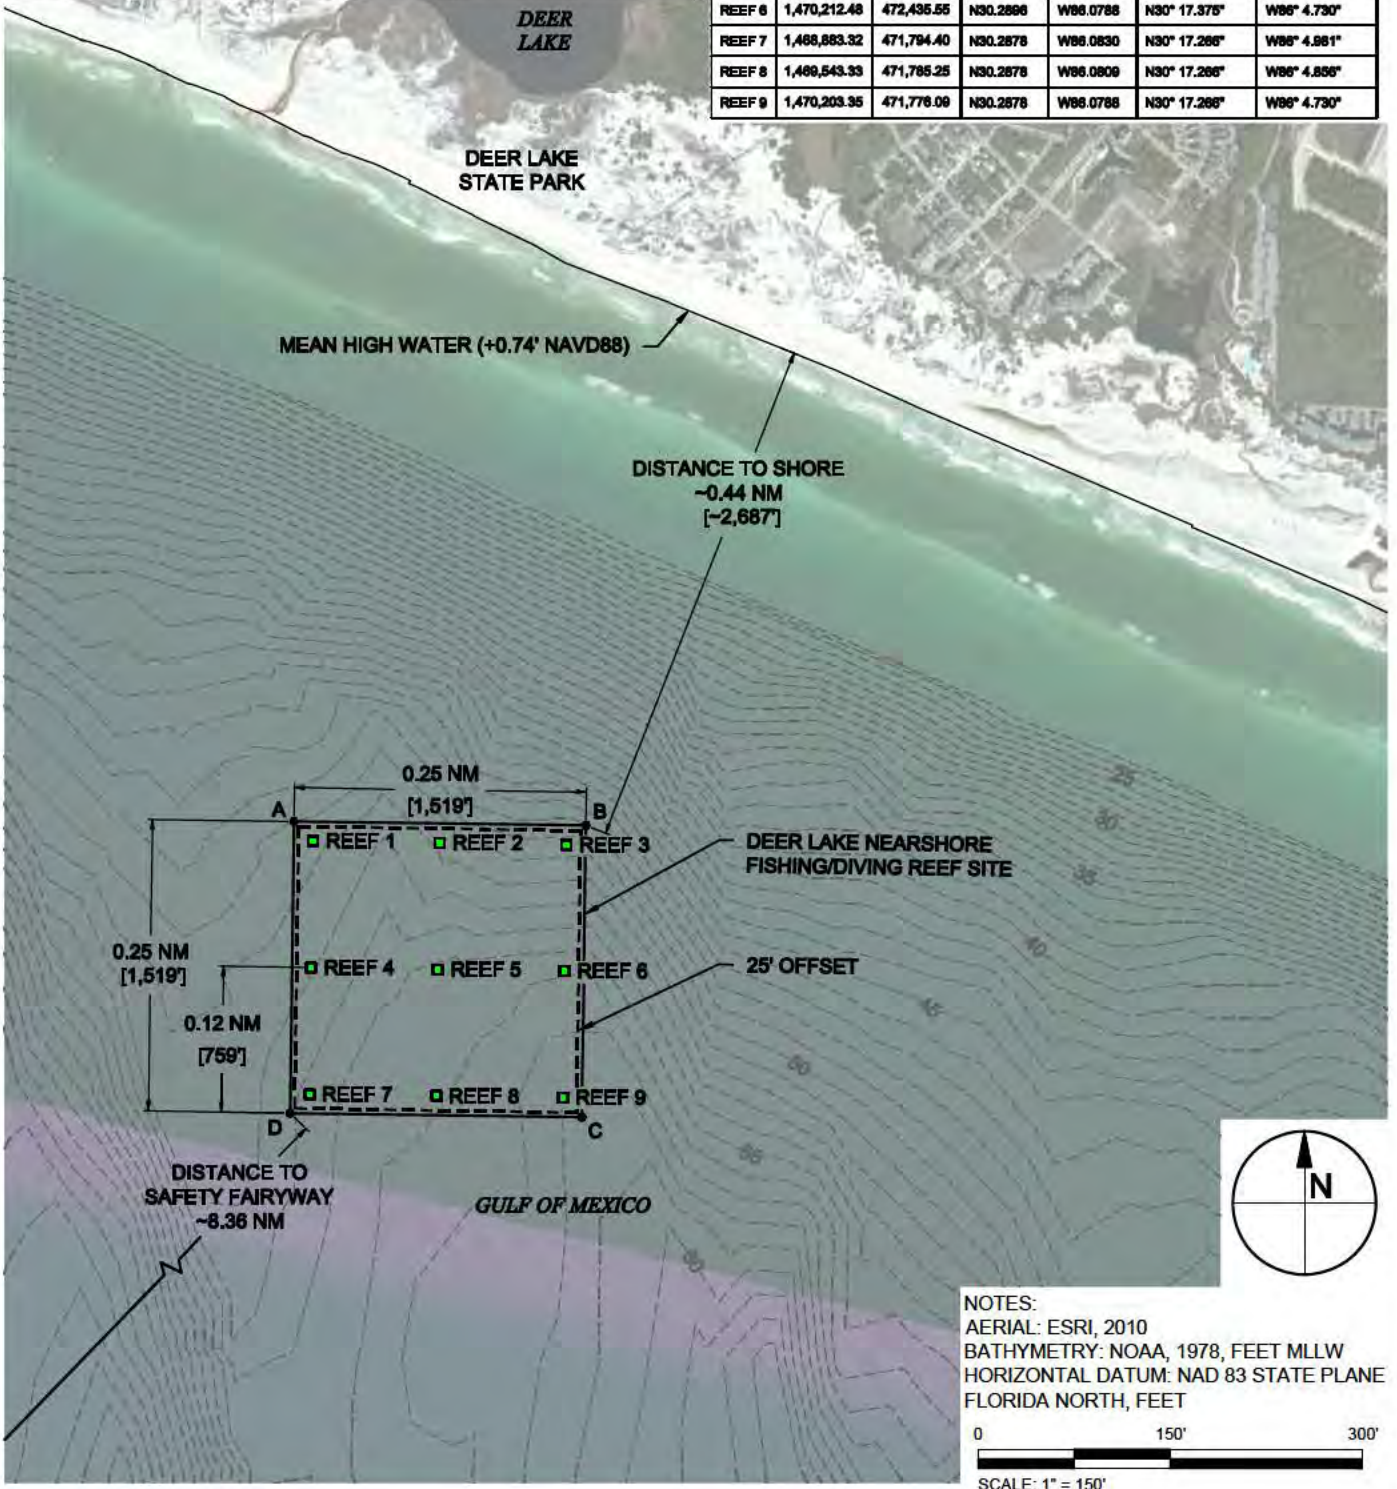 DEER
LAKE
REEF 6 1,470,212.48 472,435.55 N30.2896 W86.0788 N30° 17.375" W86° 4.730"
REEF 7 1,468,883.32 471,794.40 N30.2878 W86.0830 N30° 17.266" W86° 4.981"
REEF 8 1,469,543.33 471,785.25 N30.2878 W86.0809 N30° 17.266" W86° 4.856"
REEF 9 1,470,203.35 471,776.09 N30.2878 W86.0788 N30° 17.266" W86° 4.730"
DEER LAKE
STATE PARK
MEAN HIGH WATER (+0.74' NAVD88)
DISTANCE TO SHORE
~0.44 NM
[~2,687']
25
30
35
40
45
50
55
60
0.25 NM
[1,519']
A
B
REEF 1
REEF 2
REEF 3
DEER LAKE NEARSHORE
FISHING/DIVING REEF SITE
0.25 NM
[1,519']
REEF 4
REEF 5
REEF 6
25' OFFSET
0.12 NM
[759']
REEF 7
REEF 8
REEF 9
D
C
DISTANCE TO
SAFETY FAIRYWAY
~8.36 NM
GULF OF MEXICO
N
NOTES:
AERIAL: ESRI, 2010
BATHYMETRY: NOAA, 1978, FEET MLLW
HORIZONTAL DATUM: NAD 83 STATE PLANE
FLORIDA NORTH, FEET
0 150' 300'
SCALE: 1" = 150'